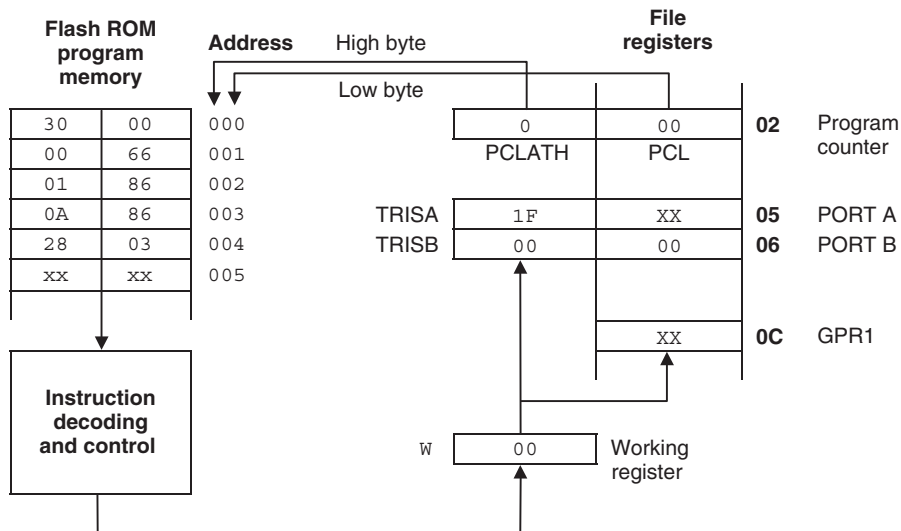 Flash ROM
program
memory
Address
High byte
Low byte
File
registers
30 00 000
00 66 001
01 86 002
0A 86 003
28 03 004
xx xx 005
0 00 02 Program
counter
PCLATH PCL
TRISA 1F XX 05 PORT A
TRISB 00 00 06 PORT B
XX 0C GPR1
Instruction
decoding
and control
W 00 Working
register